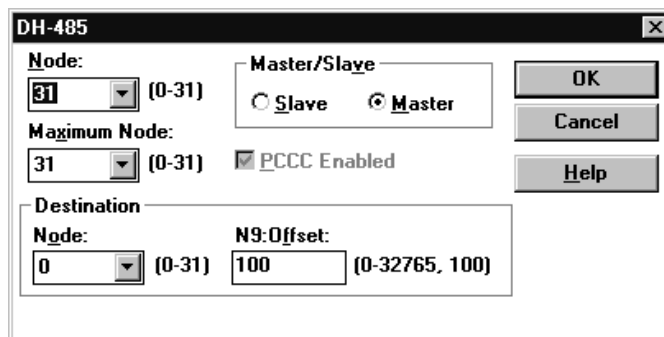 DH-485
Node:
31 (0-31)
Maximum Node:
31 (0-31)
Master/Slave
Slave Master
PCCC Enabled
OK
Cancel
Help
Destination
Node:
0 (0-31)
N9:Offset:
100 (0-32765, 100)